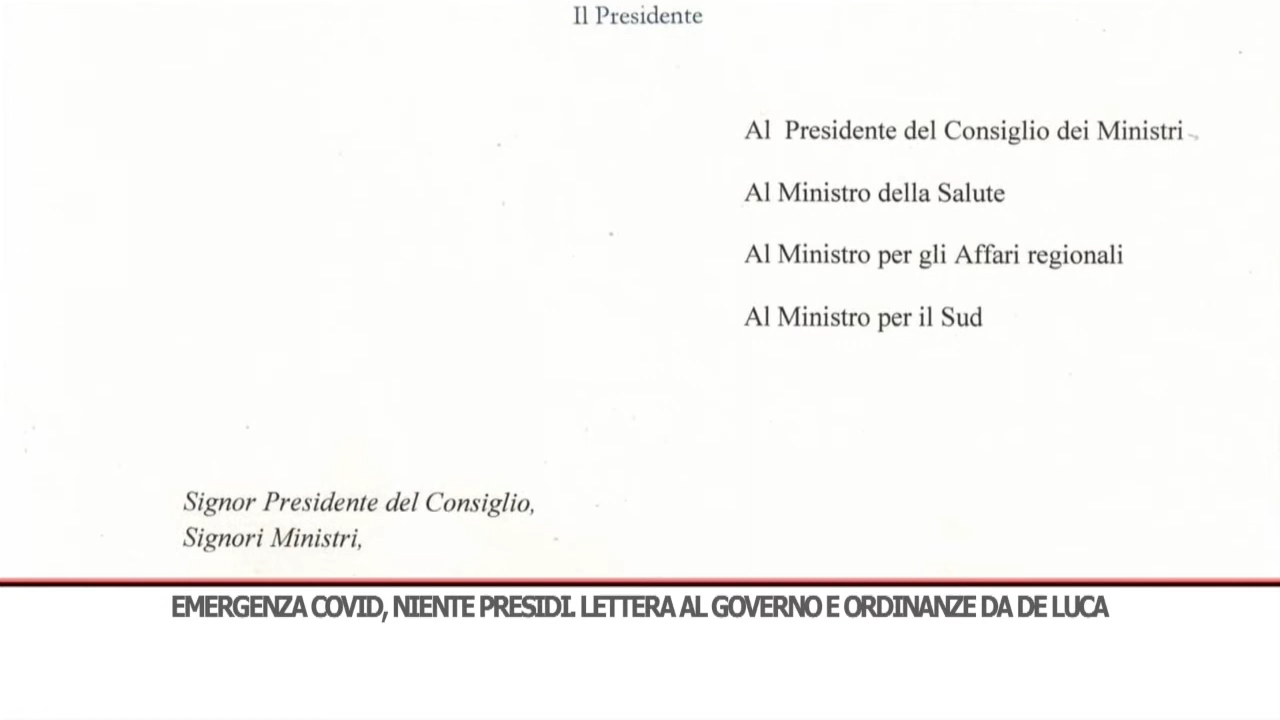 Il Presidente
Al Presidente del Consiglio dei Ministri
Al Ministro della Salute
Al Ministro per gli Affari regionali
Al Ministro per il Sud
Signor Presidente del Consiglio,
Signori Ministri,
EMERGENZA COVID, NIENTE PRESIDI. LETTERA AL GOVERNO E ORDINANZE DA DE LUCA